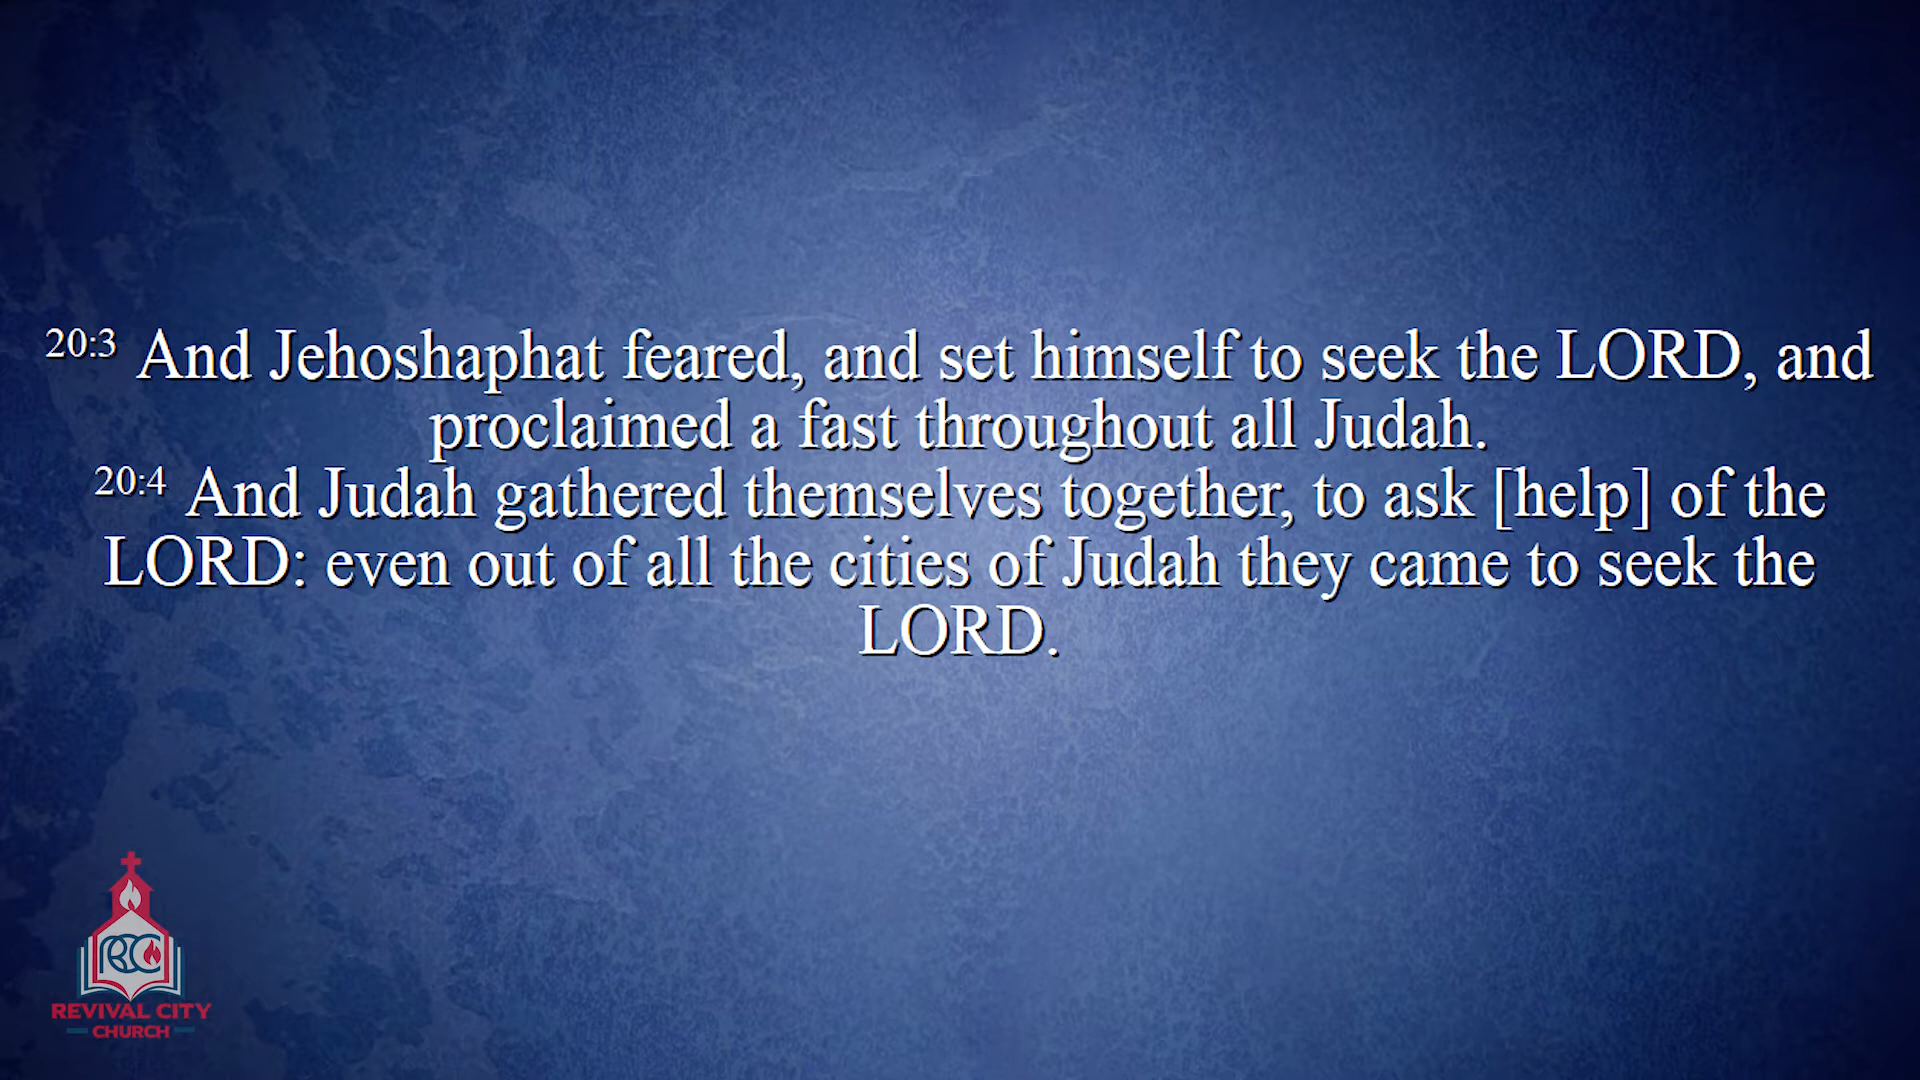 20:3 And Jehoshaphat feared, and set himself to seek the LORD, and
proclaimed a fast throughout all Judah.
20:4 And Judah gathered themselves together, to ask [help] of the
LORD: even out of all the cities of Judah they came to seek the
LORD.
RCC
REVIVAL CITY
CHURCH